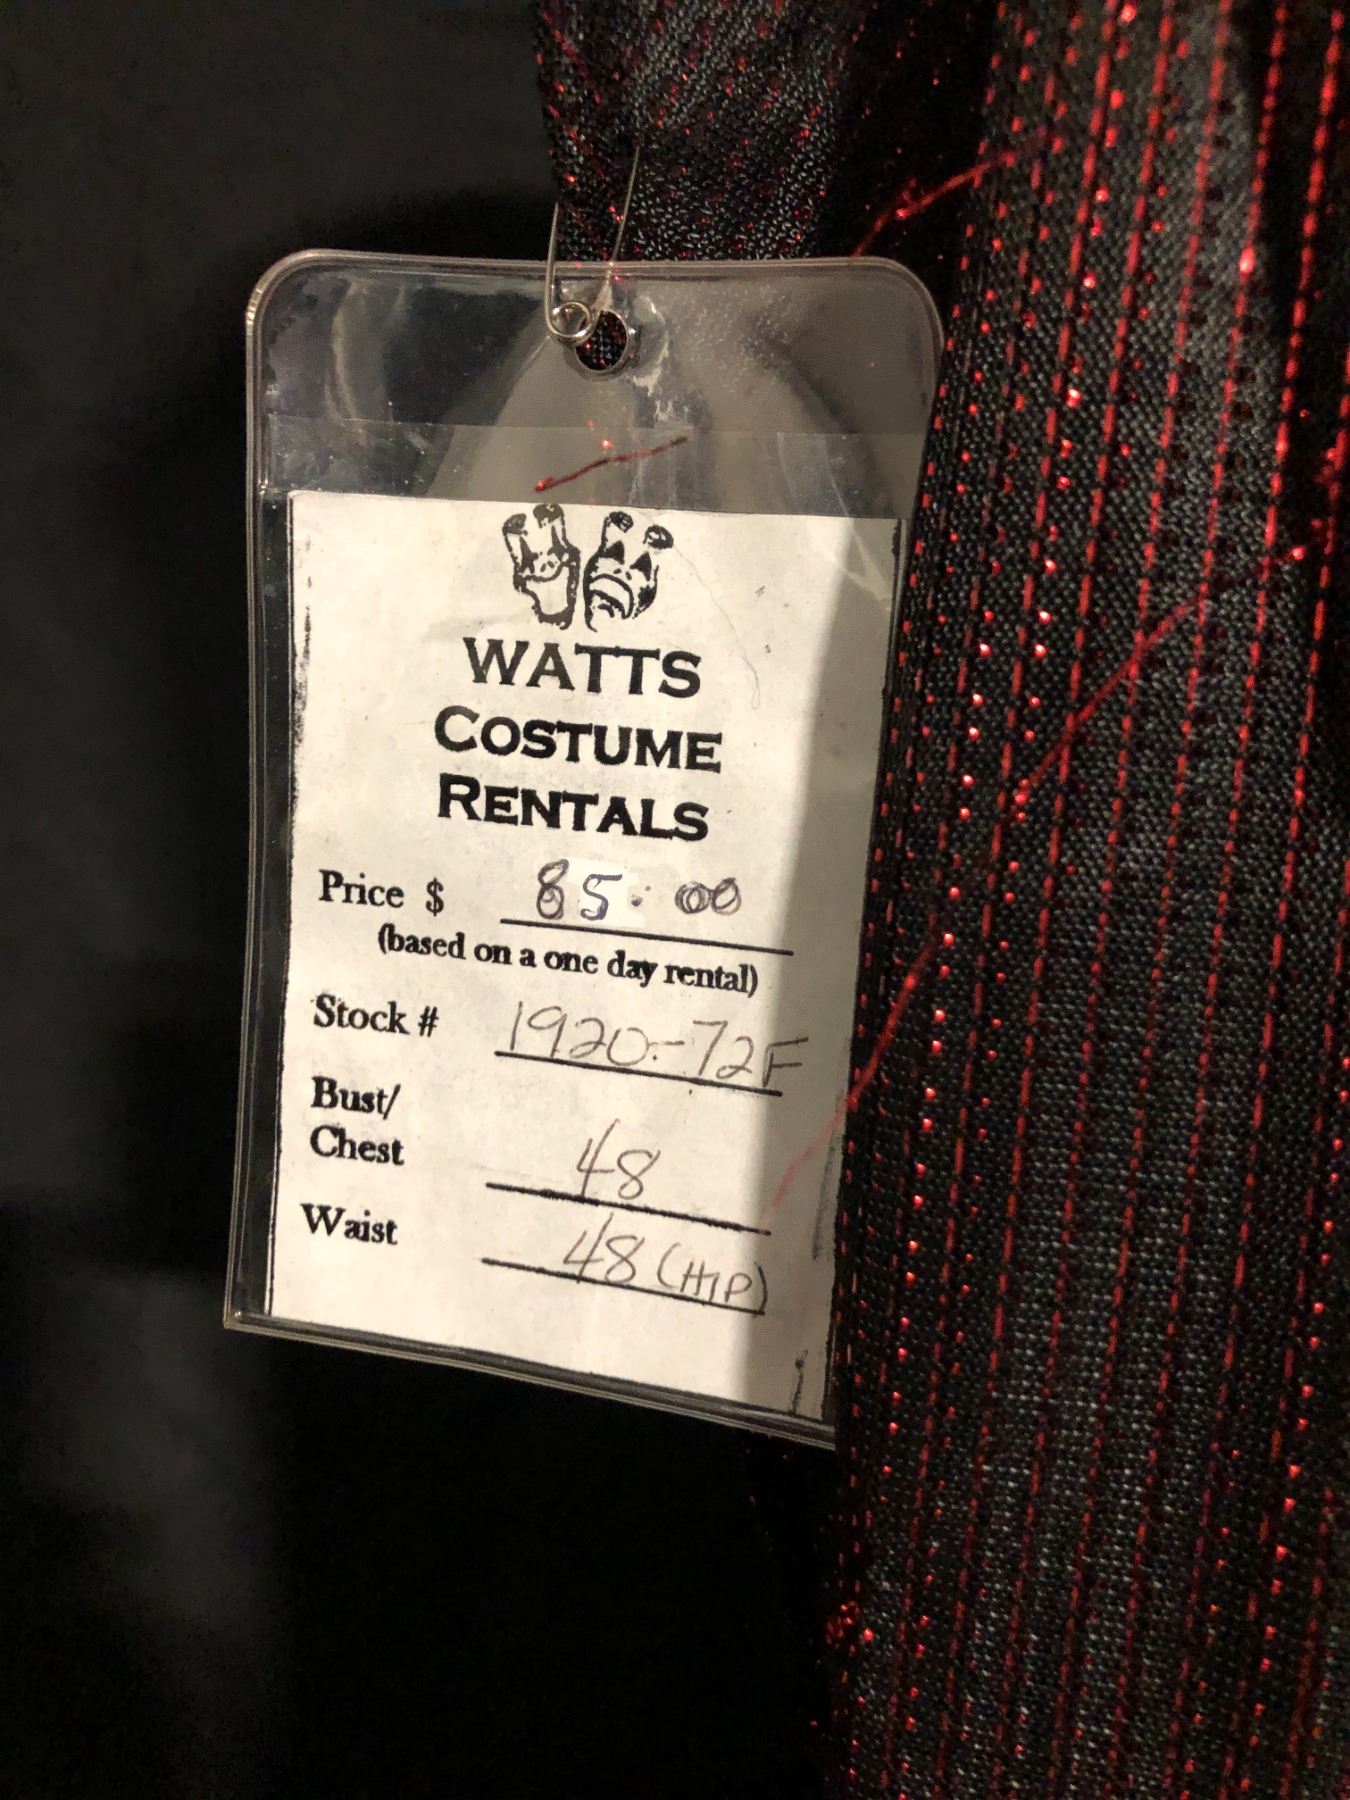 WATTS
COSTUME
RENTALS
Price $ 85.00
(based on a one day rental)
Stock # 1920-72F
Bust/
Chest 48
Waist 48 (HIP)